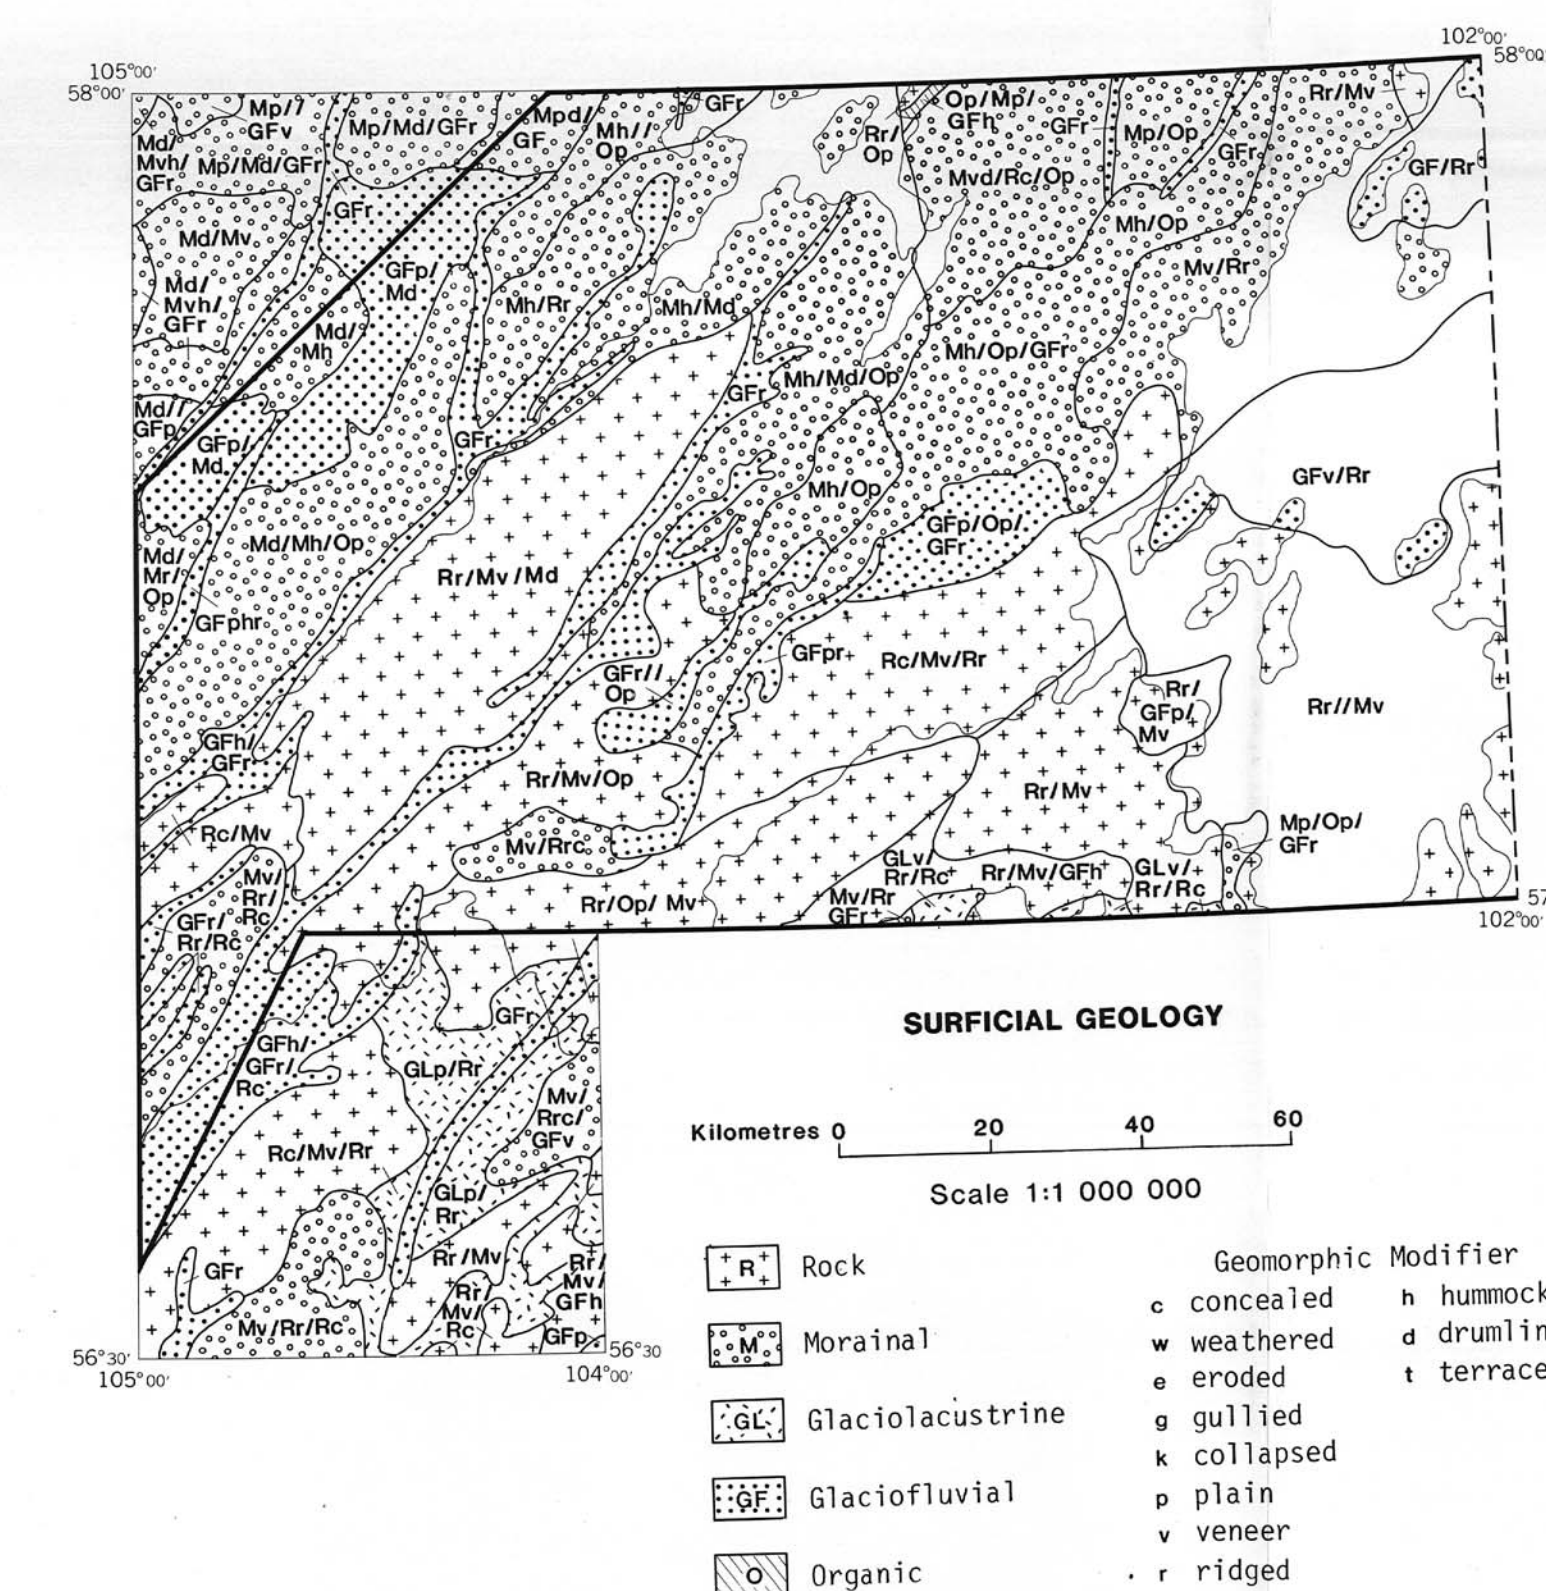 105°00'
58°00'
102°00'
58°00
Mp//
GFv
Md/
Mvh/
GFr
Mp/Md/GFr
Mp/Md/GFr
Mpd/
GF
Mh//
Op
GFr
Rr/
Op
Op/Mp/
GFh
GFr
Mp/Op
GFr
Rr/Mv
GF/Rr
Mvd/Rc/Op
GFr
Md/Mv
Mh/Op
Mv/Rr
Md/
Mvh/
GFr
GFp/
Md
Md/
Mh
Mh/Rr
Mh/Md
Mh/Op/GFr
Mh/Md/Op
GFr
Md//
GFp
GFp/
Md
GFr
Mh/Op
GFv/Rr
GFp/Op/
GFr
Md/
Mr/
Op
Md/Mh/Op
Rr/Mv/Md
GFphr
GFpr
Rc/Mv/Rr
GFr//
Op
Rr/
GFp/
Mv
Rr//Mv
GFh/
GFr
Rr/Mv/Op
Rr/Mv
Rc/Mv
Mv/Rrc
Mp/Op/
GFr
Mv/
Rr/
Rc
GFr/
Rr/Rc
GLv/
Rr/Rc
Rr/Mv/GFh
GLv/
Rr/Rc
Rr/Op/ Mv
Mv/Rr
GFr
57
102°00'
GFr
GFh/
GFr/
Rc
GLp/Rr
Mv/
Rrc/
GFv
Rc/Mv/Rr
GLp/
Rr
GFr
Rr/Mv
Rr/
Mv/
GFh
Rr/
Mv/
Rc
Mv/Rr/Rc
GFp
56°30'
105°00'
56°30
104°00'
SURFICIAL GEOLOGY
Kilometres 0 20 40 60
Scale 1:1 000 000
R Rock
M Morainal
GL Glaciolacustrine
GF Glaciofluvial
O Organic
Geomorphic Modifier
c concealed
w weathered
e eroded
g gullied
k collapsed
p plain
v veneer
r ridged
h hummock
d drumlin
t terrace